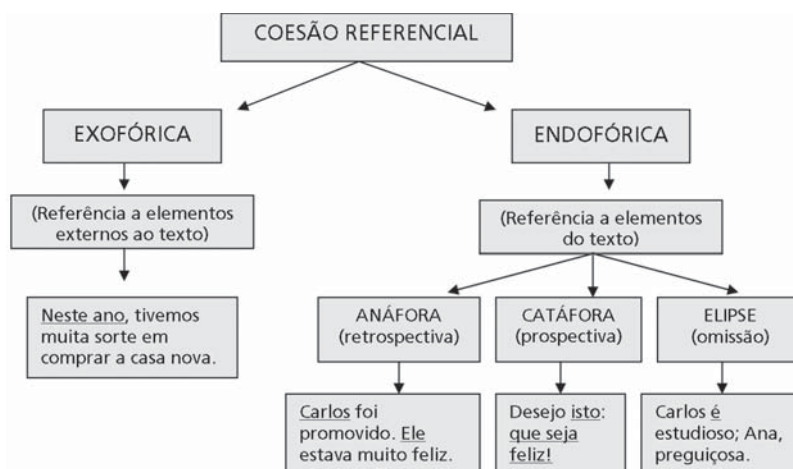 COESÃO REFERENCIAL
EXOFÓRICA
ENDOFÓRICA
(Referência a elementos
externos ao texto)
(Referência a elementos
do texto)
Neste ano, tivemos
muita sorte em
comprar a casa nova.
ANÁFORA
(retrospectiva)
CATÁFORA
(prospectiva)
ELIPSE
(omissão)
Carlos foi
promovido. Ele
estava muito feliz.
Desejo isto:
que seja
feliz!
Carlos é
estudioso; Ana,
preguiçosa.